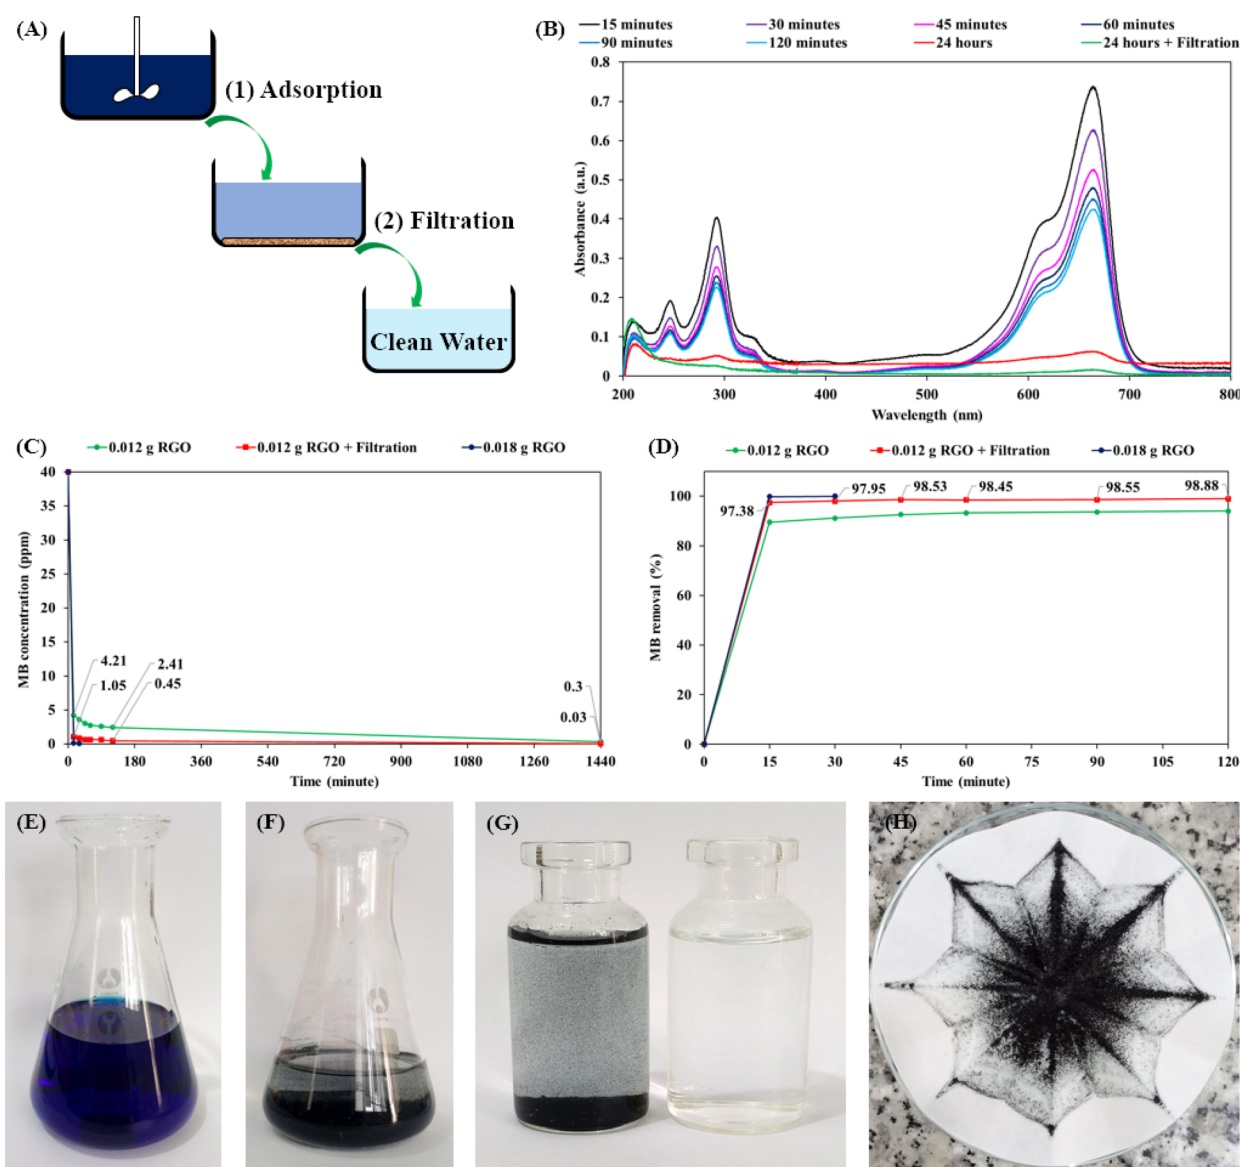 (A)
(1) Adsorption
(2) Filtration
Clean Water
(B)
15 minutes 30 minutes 45 minutes 60 minutes
90 minutes 120 minutes 24 hours 24 hours + Filtration
Absorbance (a.u.)
0.8
0.7
0.6
0.5
0.4
0.3
0.2
0.1
0
200 300 400 500 600 700 800
Wavelength (nm)
(C)
0.012 g RGO 0.012 g RGO + Filtration 0.018 g RGO
MB concentration (ppm)
40
35
30
25
20
15
10
5
0
4.21
1.05
2.41
0.45
0.3
0.03
0 180 360 540 720 900 1080 1260 1440
Time (minute)
(D)
0.012 g RGO 0.012 g RGO + Filtration 0.018 g RGO
MB removal (%)
100
80
60
40
20
0
97.38
97.95
98.53
98.45
98.55
98.88
0 15 30 45 60 75 90 105 120
Time (minute)
(E)
(F)
(G)
(H)